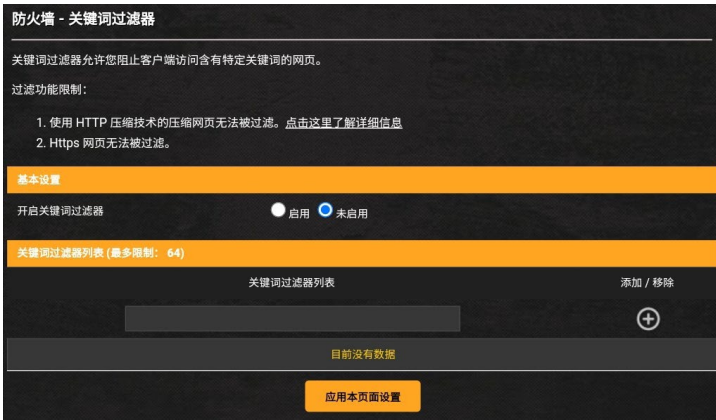 防火墙 - 关键词过滤器
关键词过滤器允许您阻止客户端访问含有特定关键词的网页。
过滤功能限制：
1. 使用 HTTP 压缩技术的压缩网页无法被过滤。点击这里了解详细信息
2. Https 网页无法被过滤。
基本设置
开启关键词过滤器 启用 未启用
关键词过滤器列表 (最多限制： 64)
关键词过滤器列表 添加 / 移除
目前没有数据
应用本页面设置